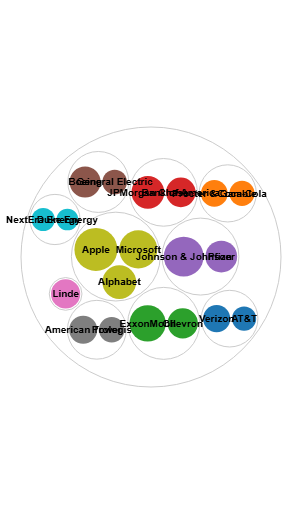 Boeing
General Electric
JPMorgan Chase
Bank of America
Procter & Gamble
Coca-Cola
NextEra Energy
Duke Energy
Apple
Microsoft
Johnson & Johnson
Pfizer
Alphabet
Linde
American Tower
Prologis
ExxonMobil
Chevron
Verizon
AT&T